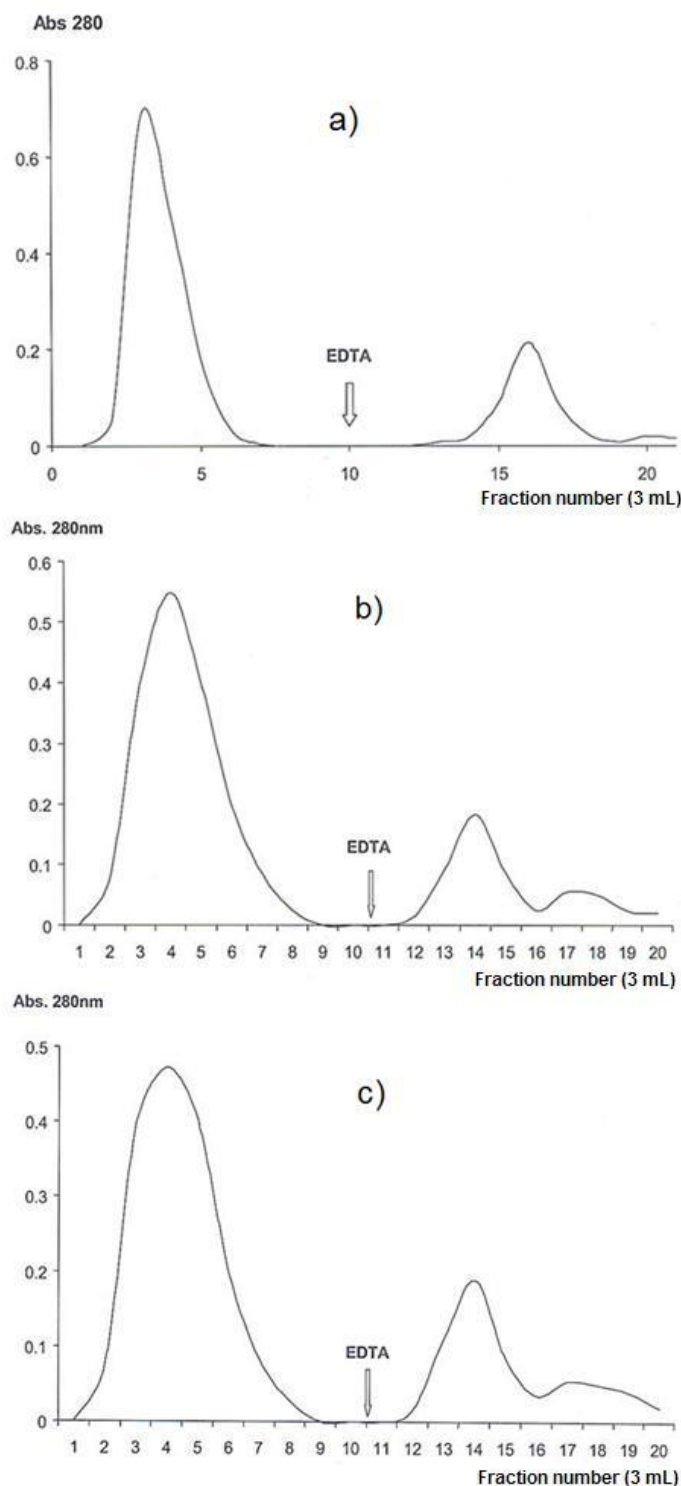 Abs 280
0.8
a)
0.6
0.4
EDTA
0.2
0
0 5 10 15 20
Fraction number (3 mL)
Abs. 280nm
0.6
b)
0.5
0.4
0.3
0.2
EDTA
0.1
0
1 2 3 4 5 6 7 8 9 10 11 12 13 14 15 16 17 18 19 20
Fraction number (3 mL)
Abs. 280nm
0.5
c)
0.4
0.3
0.2
EDTA
0.1
0
1 2 3 4 5 6 7 8 9 10 11 12 13 14 15 16 17 18 19 20
Fraction number (3 mL)